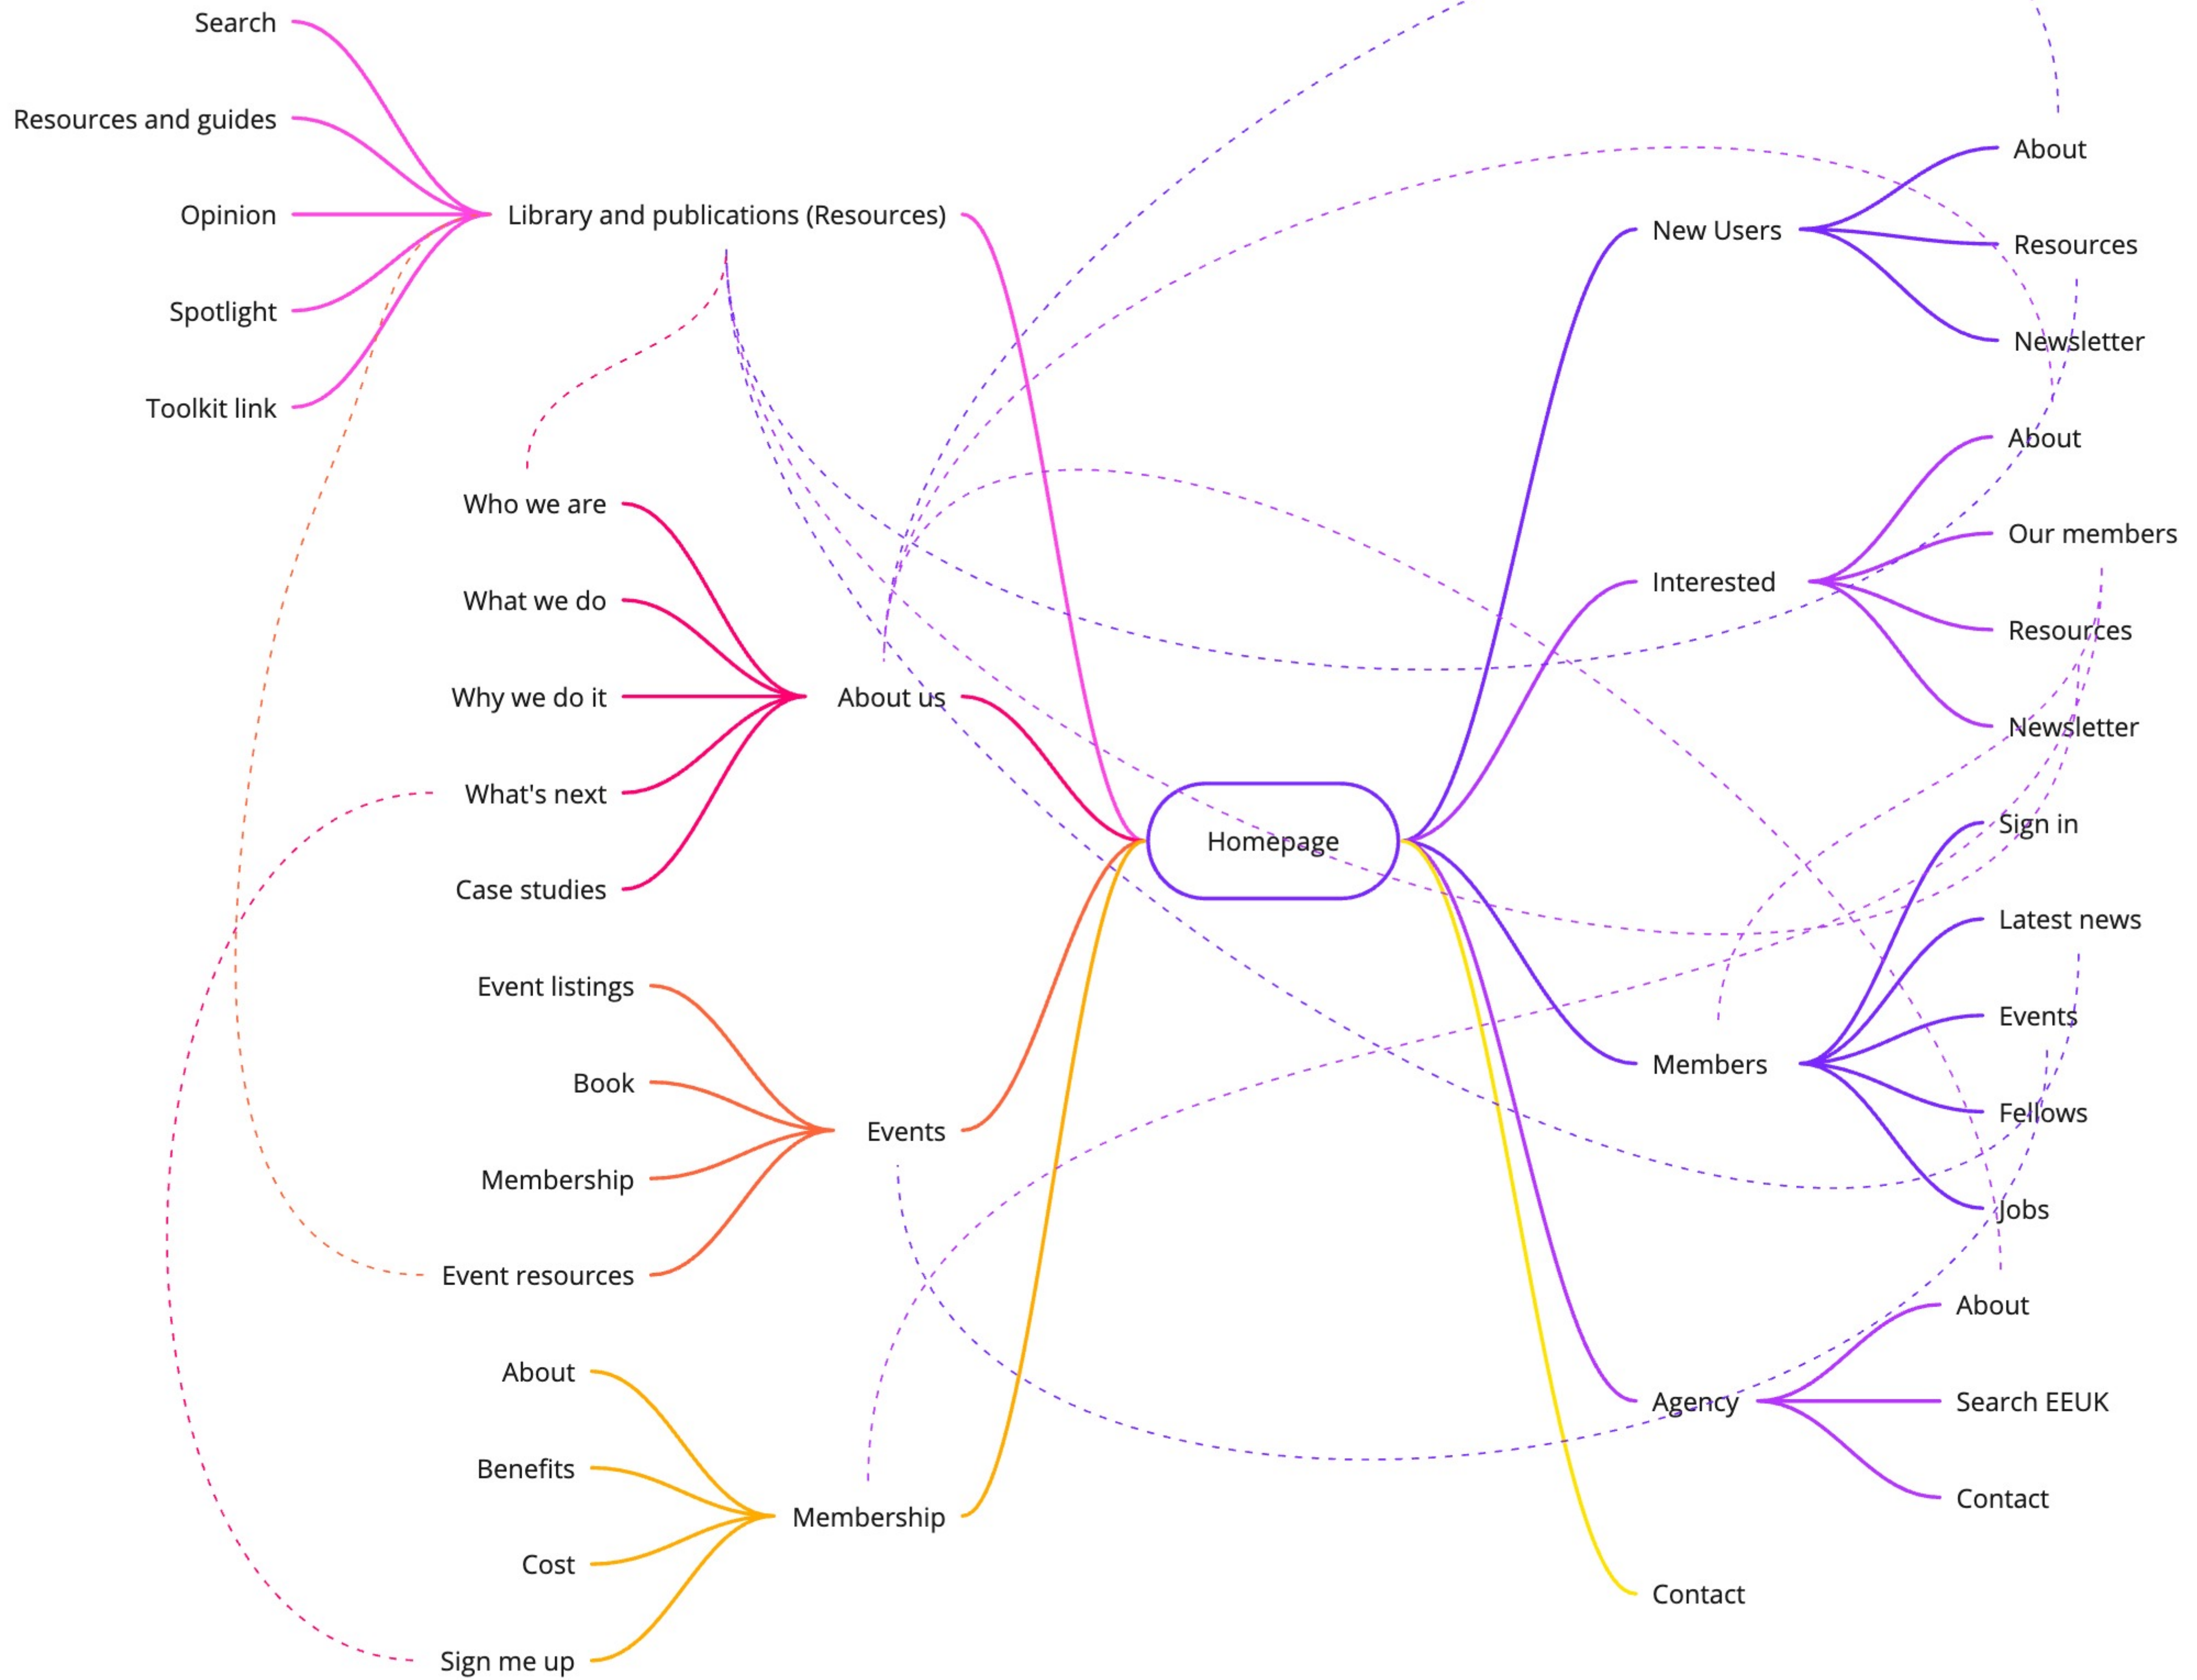 Search
Resources and guides
Opinion
Spotlight
Toolkit link
Library and publications (Resources)
Who we are
What we do
Why we do it
What's next
Case studies
About us
Event listings
Book
Membership
Event resources
Events
About
Benefits
Cost
Sign me up
Membership
Homepage
New Users
About
Resources
Newsletter
Interested
About
Our members
Resources
Newsletter
Members
Sign in
Latest news
Events
Fellows
Jobs
Agency
About
Search EEUK
Contact
Contact